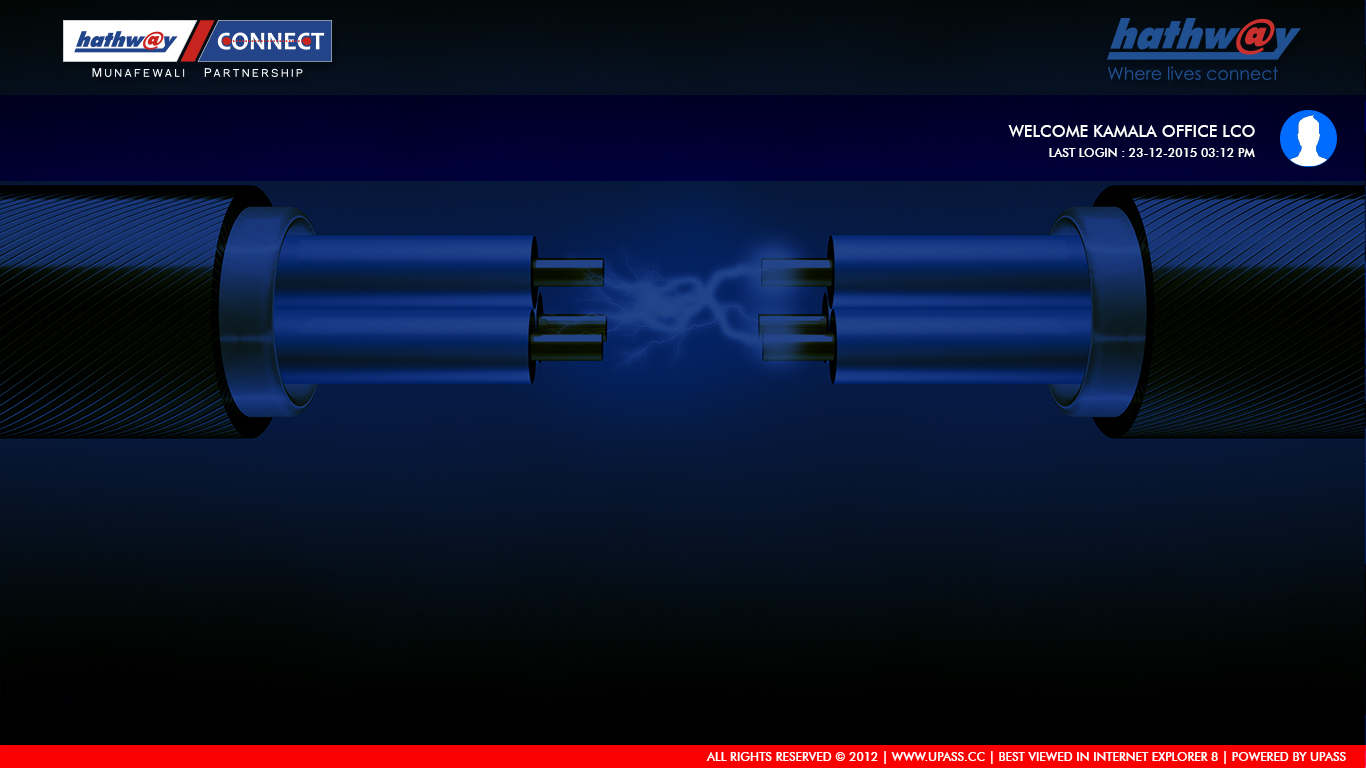 hathw@y CONNECT
MUNAFEWALI PARTNERSHIP
hathw@y
Where lives connect
WELCOME KAMALA OFFICE LCO
LAST LOGIN : 23-12-2015 03:12 PM
ALL RIGHTS RESERVED © 2012 | WWW.UPASS.CC | BEST VIEWED IN INTERNET EXPLORER 8 | POWERED BY UPASS